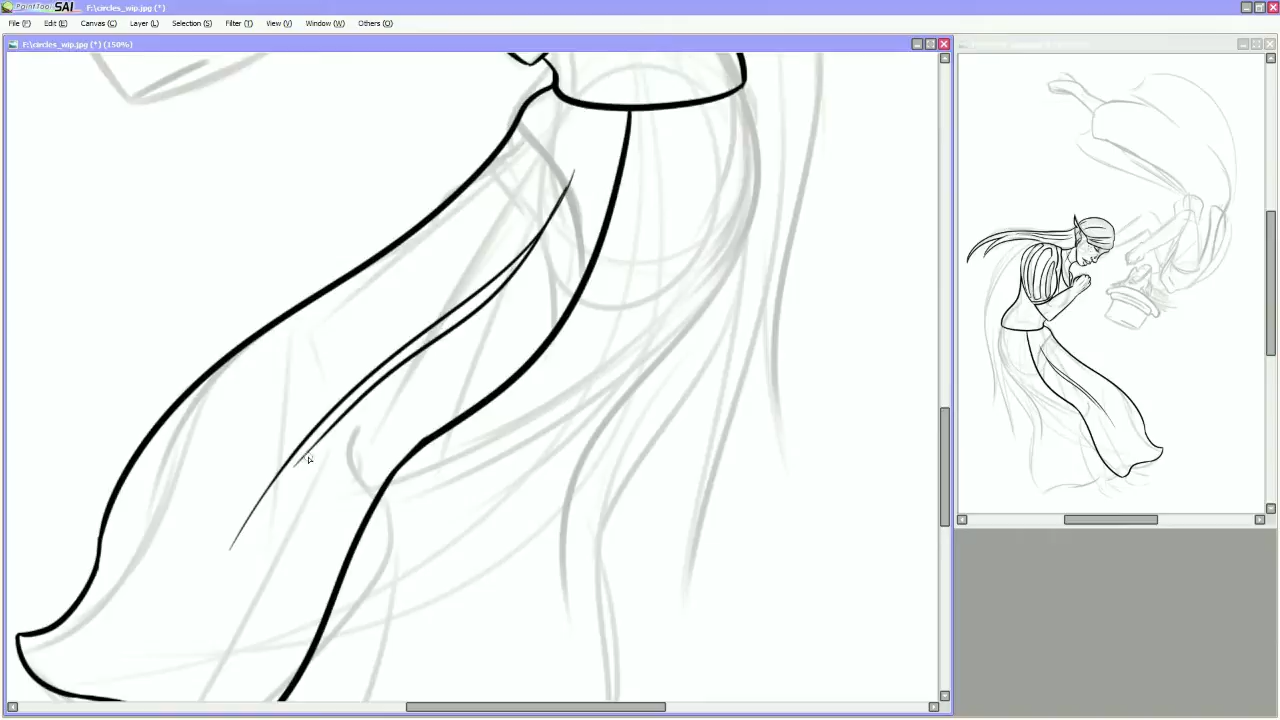 PaintTool SAI F:\circles_wip.jpg (*)
File (F) Edit (E) Canvas (C) Layer (L) Selection (S) Filter (T) View (V) Window (W) Others (O)
F:\circles_wip.jpg (*) (150%)